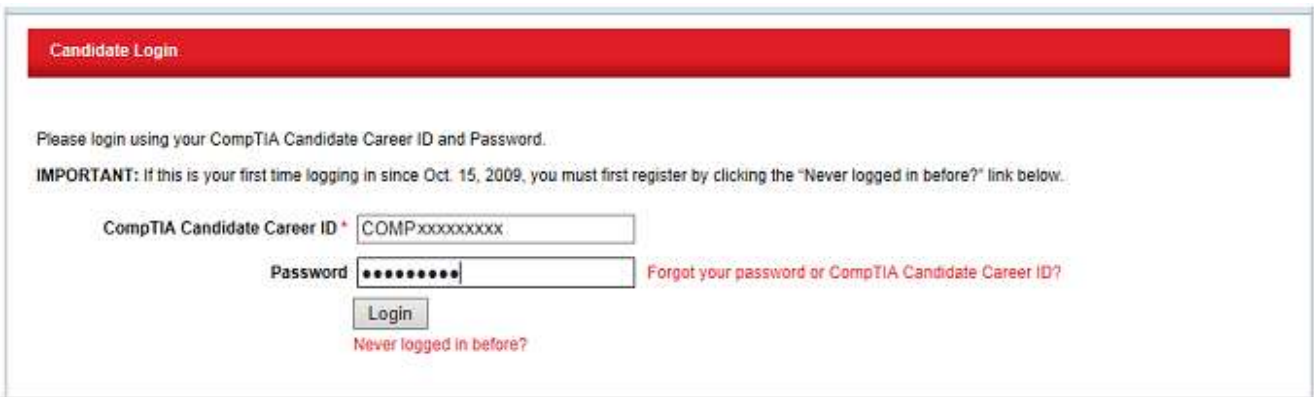 Candidate Login
Please login using your CompTIA Candidate Career ID and Password.
IMPORTANT: If this is your first time logging in since Oct. 15, 2009, you must first register by clicking the “Never logged in before?” link below.
CompTIA Candidate Career ID * COMPxxxxxxxxx
Password ●●●●●●●●● Forgot your password or CompTIA Candidate Career ID?
Login
Never logged in before?